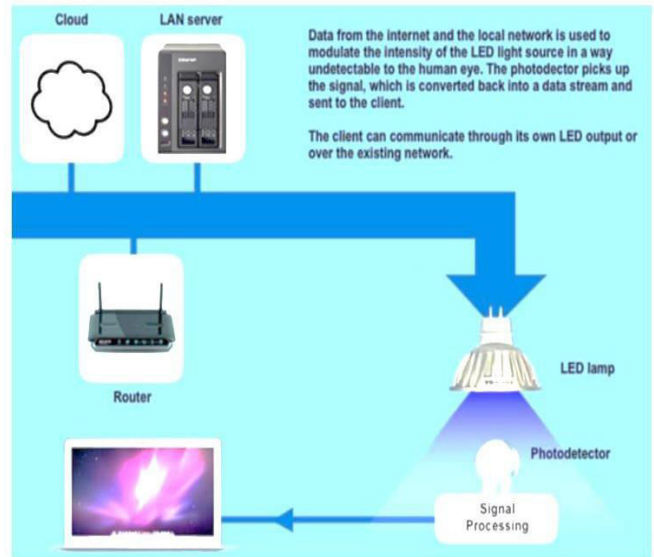 Cloud
LAN server
Data from the internet and the local network is used to
modulate the intensity of the LED light source in a way
undetectable to the human eye. The photodector picks up
the signal, which is converted back into a data stream and
sent to the client.
The client can communicate through its own LED output or
over the existing network.
Router
LED lamp
Photodetector
Signal
Processing